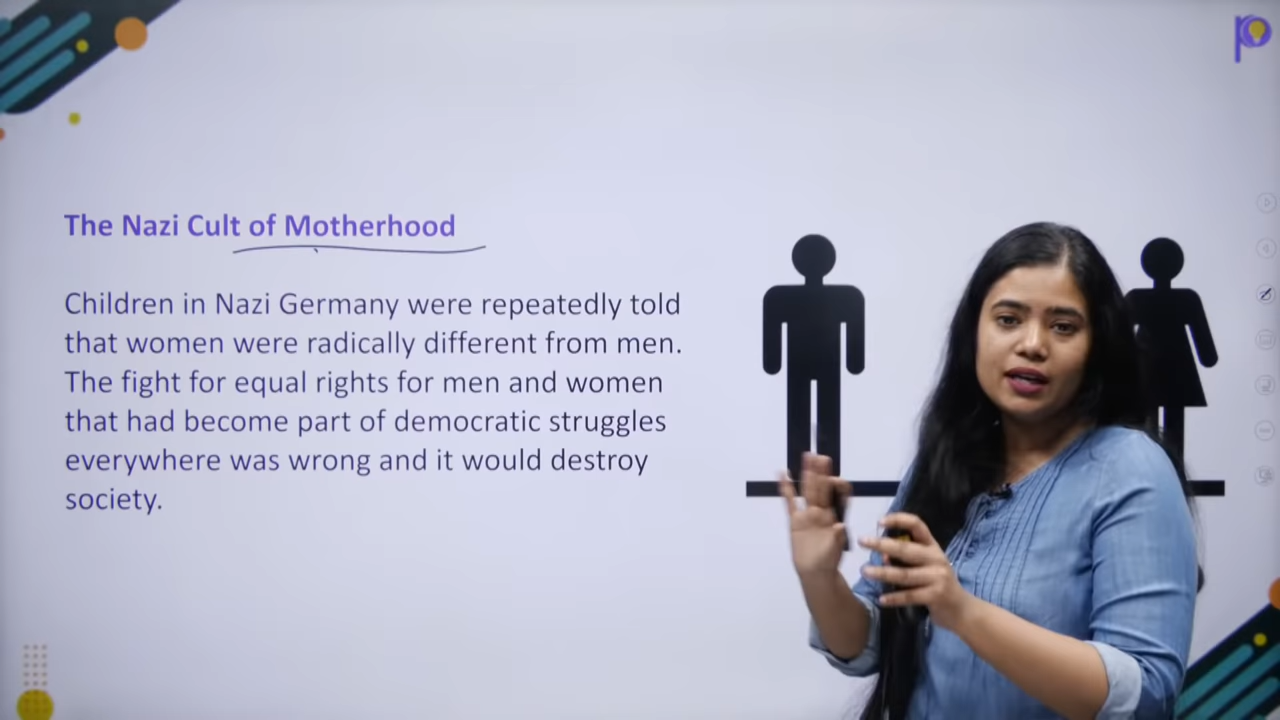 The Nazi Cult of Motherhood
Children in Nazi Germany were repeatedly told
that women were radically different from men.
The fight for equal rights for men and women
that had become part of democratic struggles
everywhere was wrong and it would destroy
society.